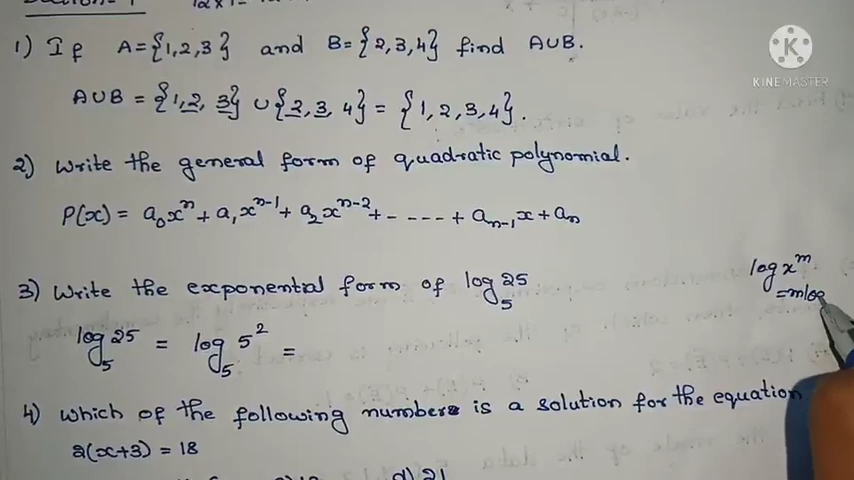 1) If A={1,2,3} and B={2,3,4} find A∪B.
KINEMASTER
A∪B = {1,2,3} ∪ {2,3,4} = {1,2,3,4}.
2) Write the general form of quadratic polynomial.
P(x) = a₀xⁿ + a₁xⁿ⁻¹ + a₂xⁿ⁻² + - - - - - + aₙ₋₁x + aₙ
3) Write the exponential form of log₅25
log xᵐ
= m log
log₅25 = log₅5² =
4) Which of the following numbers is a solution for the equation
2(x+3) = 18
d) 21